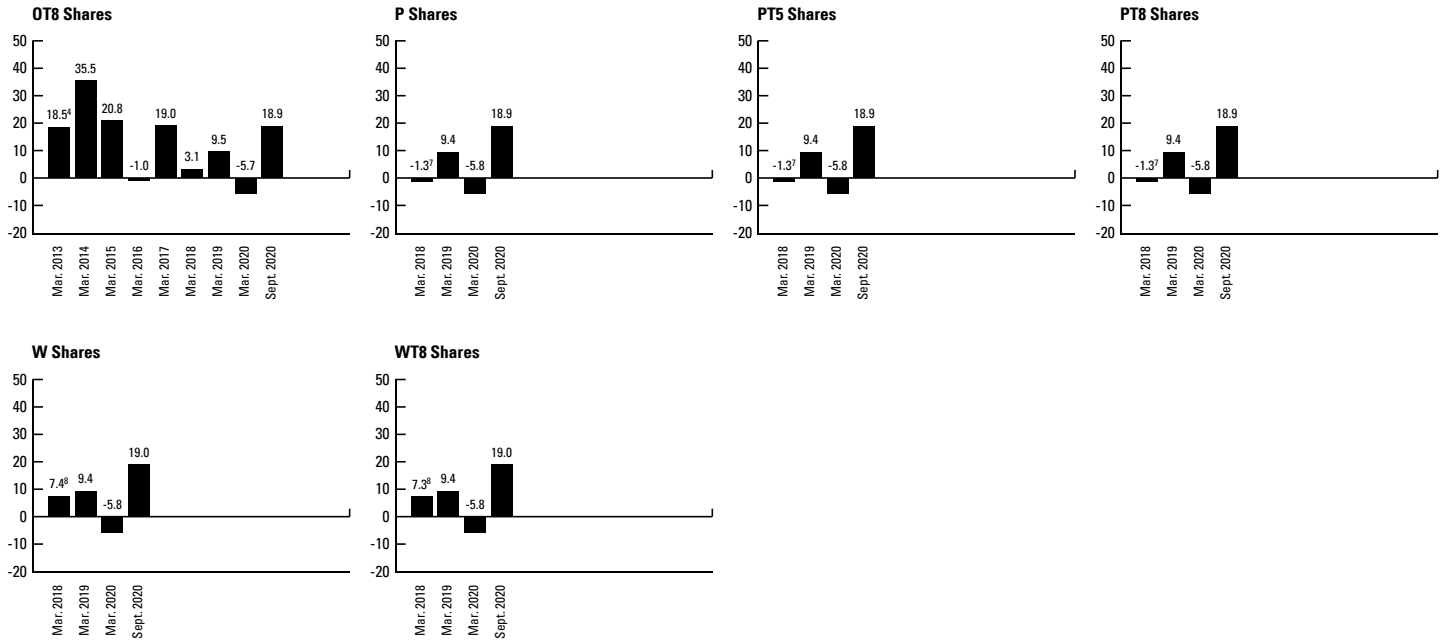 OT8 Shares
50
40
30
20
10
0
-10
-20
18.5⁴
35.5
20.8
-1.0
19.0
3.1
9.5
-5.7
18.9
Mar. 2013
Mar. 2014
Mar. 2015
Mar. 2016
Mar. 2017
Mar. 2018
Mar. 2019
Mar. 2020
Sept. 2020
P Shares
50
40
30
20
10
0
-10
-20
-1.3⁷
9.4
-5.8
18.9
Mar. 2018
Mar. 2019
Mar. 2020
Sept. 2020
PT5 Shares
50
40
30
20
10
0
-10
-20
-1.3⁷
9.4
-5.8
18.9
Mar. 2018
Mar. 2019
Mar. 2020
Sept. 2020
PT8 Shares
50
40
30
20
10
0
-10
-20
-1.3⁷
9.4
-5.8
18.9
Mar. 2018
Mar. 2019
Mar. 2020
Sept. 2020
W Shares
50
40
30
20
10
0
-10
-20
7.4⁸
9.4
-5.8
19.0
Mar. 2018
Mar. 2019
Mar. 2020
Sept. 2020
WT8 Shares
50
40
30
20
10
0
-10
-20
7.3⁸
9.4
-5.8
19.0
Mar. 2018
Mar. 2019
Mar. 2020
Sept. 2020